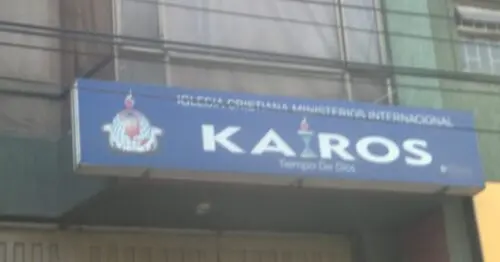 IGLESIA CRISTIANA MINISTERIOS INTERNACIONAL
KAIROS
Tiempo De Dios